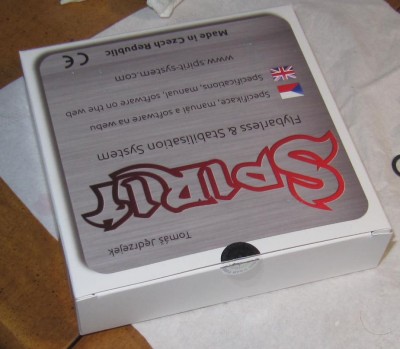 Tomáš Jedrzejek
SPIRIT
Flybarless & Stabilisation System
Specifikace, manuál a software na webu
Specifications, manual, software on the web
www.spirit-system.com
Made in Czech Republic CE